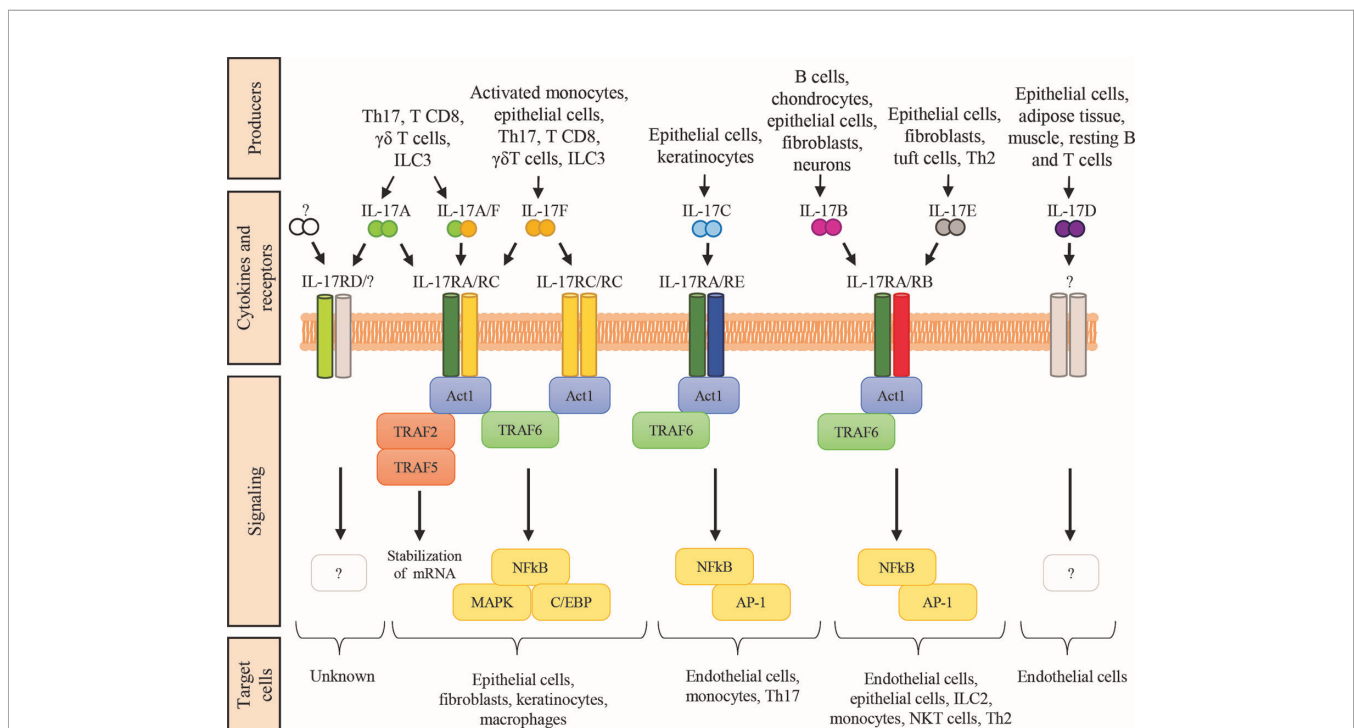 Producers
Th17, T CD8,
γδ T cells,
ILC3
Activated monocytes,
epithelial cells,
Th17, T CD8,
γδT cells, ILC3
Epithelial cells,
keratinocytes
B cells,
chondrocytes,
epithelial cells,
fibroblasts,
neurons
Epithelial cells,
fibroblasts,
tuft cells, Th2
Epithelial cells,
adipose tissue,
muscle, resting B
and T cells
Cytokines and
receptors
?
IL-17A
IL-17A/F
IL-17F
IL-17C
IL-17B
IL-17E
IL-17D
IL-17RD/?
IL-17RA/RC
IL-17RC/RC
IL-17RA/RE
IL-17RA/RB
?
Signaling
Act1
Act1
Act1
Act1
TRAF2
TRAF5
TRAF6
TRAF6
TRAF6
?
Stabilization
of mRNA
NFkB
MAPK
C/EBP
NFkB
AP-1
NFkB
AP-1
?
Target
cells
Unknown
Epithelial cells,
fibroblasts, keratinocytes,
macrophages
Endothelial cells,
monocytes, Th17
Endothelial cells,
epithelial cells, ILC2,
monocytes, NKT cells, Th2
Endothelial cells